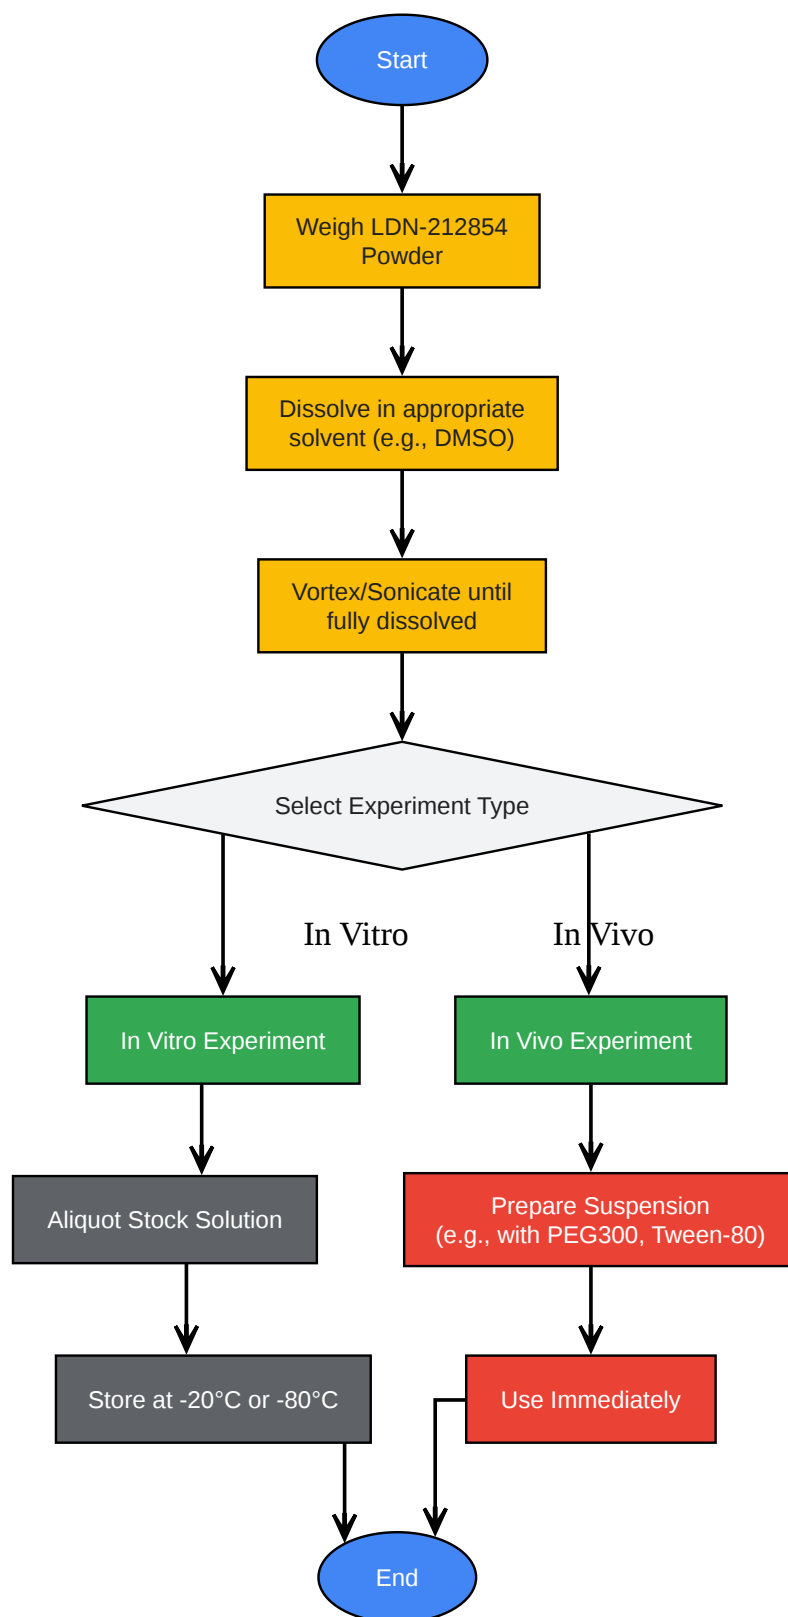 Start
Weigh LDN-212854
Powder
Dissolve in appropriate
solvent (e.g., DMSO)
Vortex/Sonicate until
fully dissolved
Select Experiment Type
In Vitro
In Vivo
In Vitro Experiment
In Vivo Experiment
Aliquot Stock Solution
Prepare Suspension
(e.g., with PEG300, Tween-80)
Store at -20°C or -80°C
Use Immediately
End